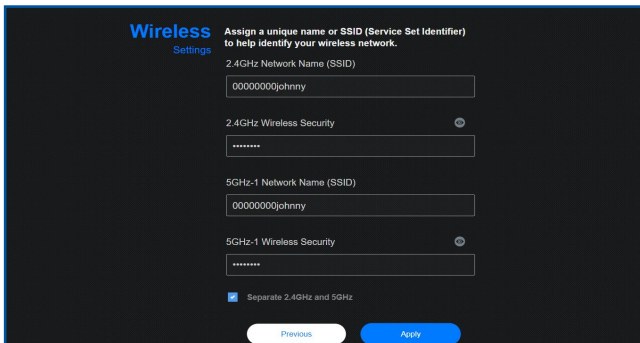 Wireless
Settings
Assign a unique name or SSID (Service Set Identifier)
to help identify your wireless network.
2.4GHz Network Name (SSID)
00000000johnny
2.4GHz Wireless Security
••••••••
5GHz-1 Network Name (SSID)
00000000johnny
5GHz-1 Wireless Security
••••••••
Separate 2.4GHz and 5GHz
Previous
Apply